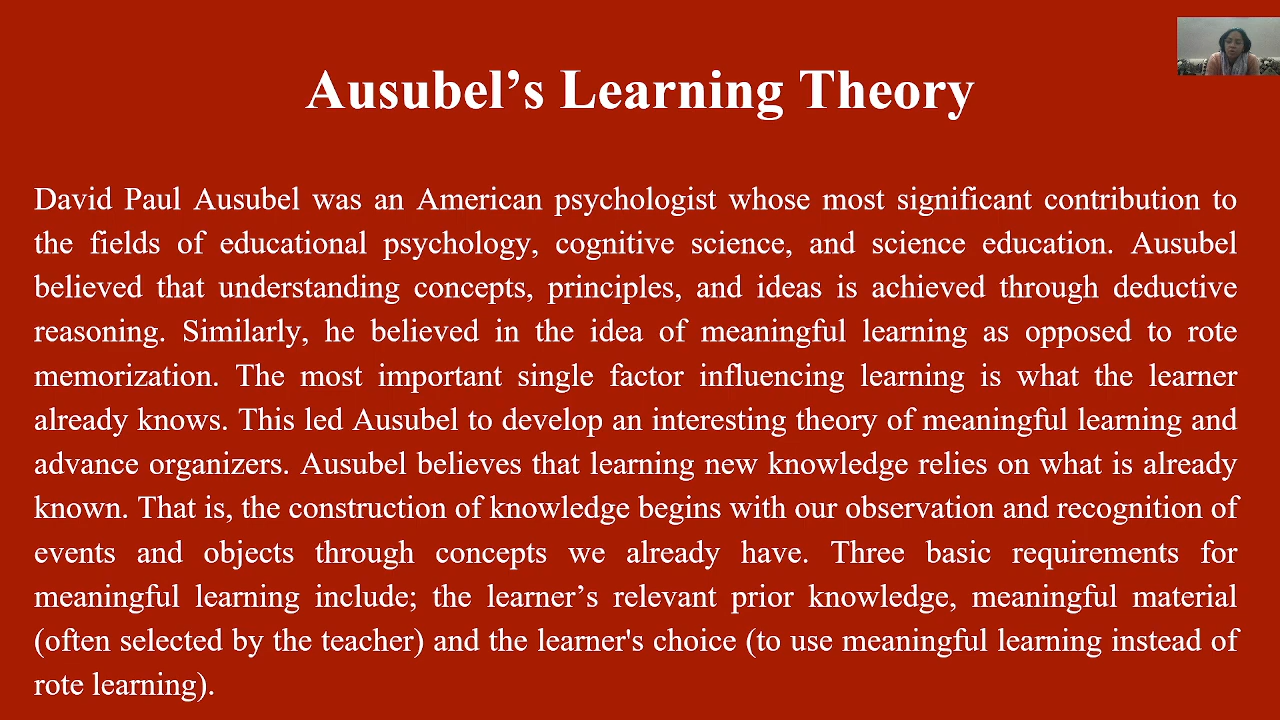 Ausubel’s Learning Theory
David Paul Ausubel was an American psychologist whose most significant contribution to
the fields of educational psychology, cognitive science, and science education. Ausubel
believed that understanding concepts, principles, and ideas is achieved through deductive
reasoning. Similarly, he believed in the idea of meaningful learning as opposed to rote
memorization. The most important single factor influencing learning is what the learner
already knows. This led Ausubel to develop an interesting theory of meaningful learning and
advance organizers. Ausubel believes that learning new knowledge relies on what is already
known. That is, the construction of knowledge begins with our observation and recognition of
events and objects through concepts we already have. Three basic requirements for
meaningful learning include; the learner’s relevant prior knowledge, meaningful material
(often selected by the teacher) and the learner's choice (to use meaningful learning instead of
rote learning).